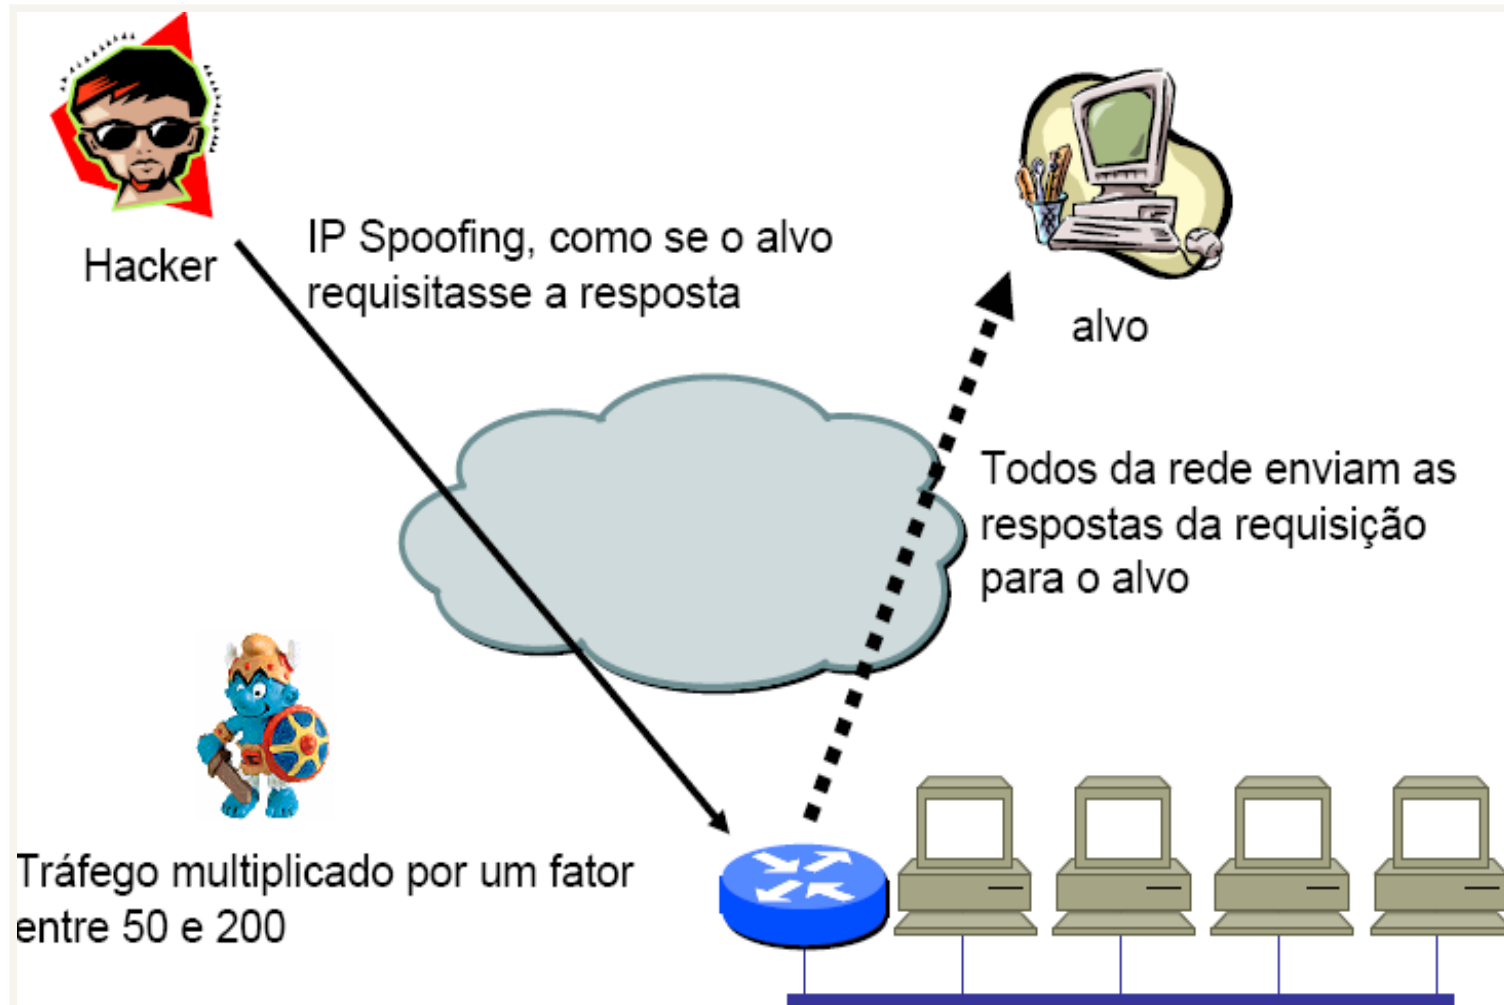 Hacker
IP Spoofing, como se o alvo
requisitasse a resposta
alvo
Todos da rede enviam as
respostas da requisição
para o alvo
Tráfego multiplicado por um fator
entre 50 e 200